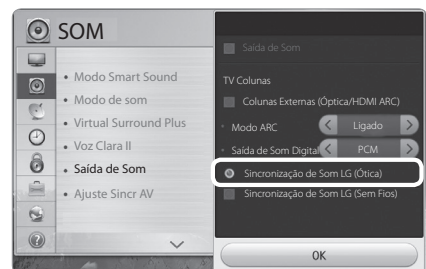 SOM
Modo Smart Sound
Modo de som
Virtual Surround Plus
Voz Clara II
Saída de Som
Ajuste Sincr AV
Saída de Som
TV Colunas
Colunas Externas (Óptica/HDMI ARC)
Modo ARC Ligado
Saída de Som Digital PCM
Sincronização de Som LG (Ótica)
Sincronização de Som LG (Sem Fios)
OK